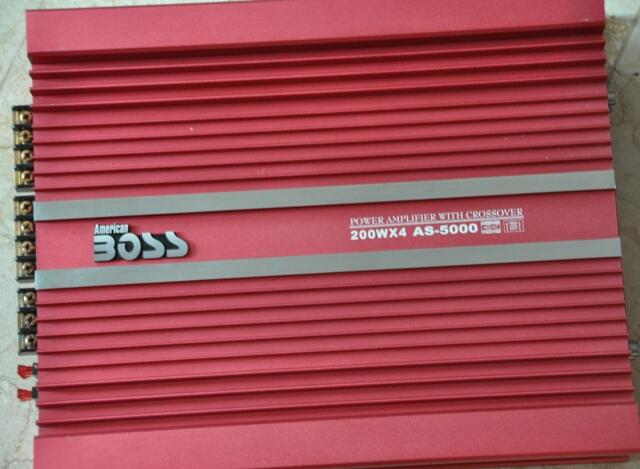 American
BOSS
POWER AMPLIFIER WITH CROSSOVER
200WX4 AS-5000